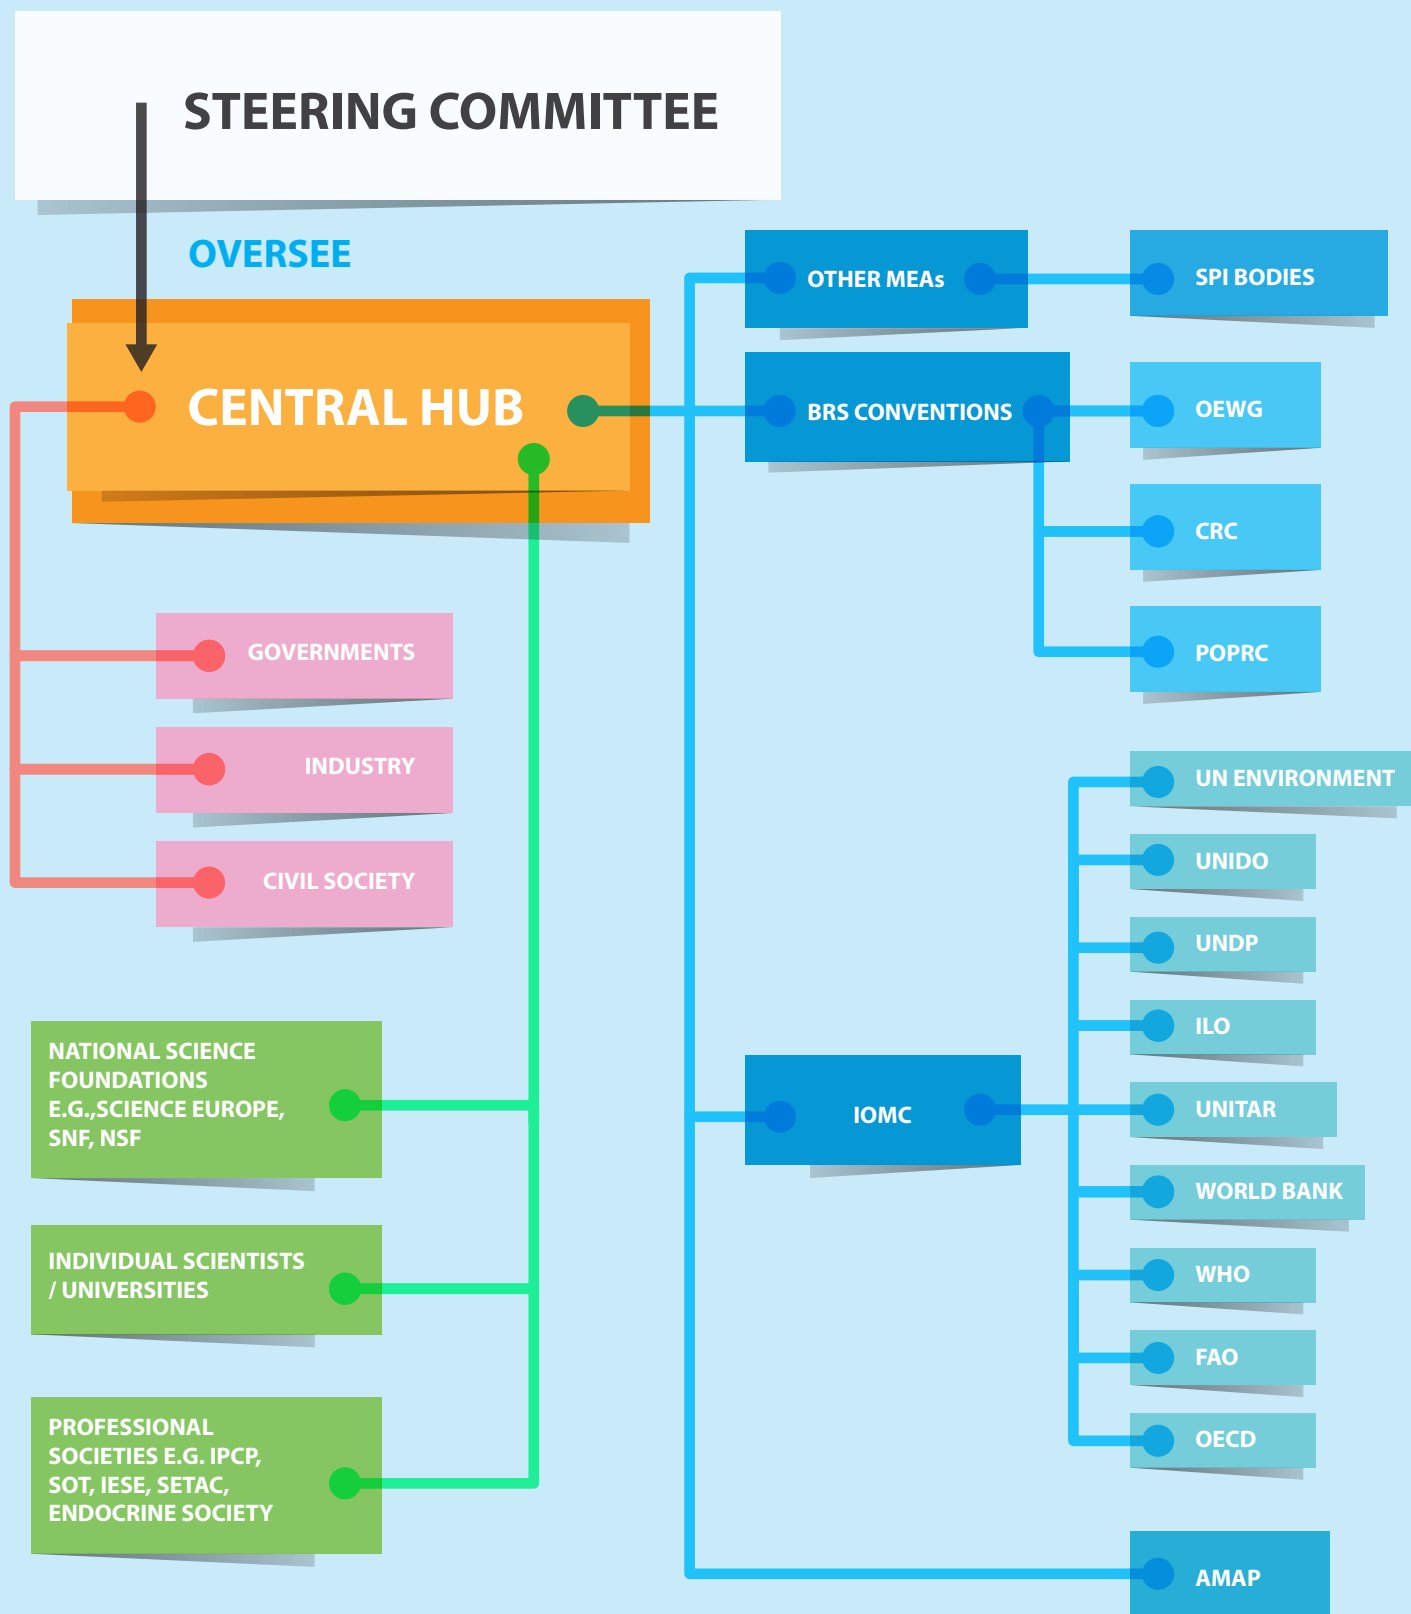 STEERING COMMITTEE
OVERSEE
CENTRAL HUB
OTHER MEAs
SPI BODIES
BRS CONVENTIONS
OEWG
CRC
POPRC
GOVERNMENTS
INDUSTRY
CIVIL SOCIETY
NATIONAL SCIENCE
FOUNDATIONS
E.G.,SCIENCE EUROPE,
SNF, NSF
INDIVIDUAL SCIENTISTS
/ UNIVERSITIES
PROFESSIONAL
SOCIETIES E.G. IPCP,
SOT, IESE, SETAC,
ENDOCRINE SOCIETY
IOMC
UN ENVIRONMENT
UNIDO
UNDP
ILO
UNITAR
WORLD BANK
WHO
FAO
OECD
AMAP